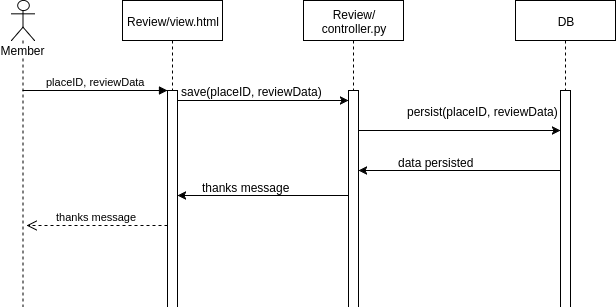 Member
Review/view.html
Review/
controller.py
DB
placeID, reviewData
save(placeID, reviewData)
persist(placeID, reviewData)
data persisted
thanks message
thanks message